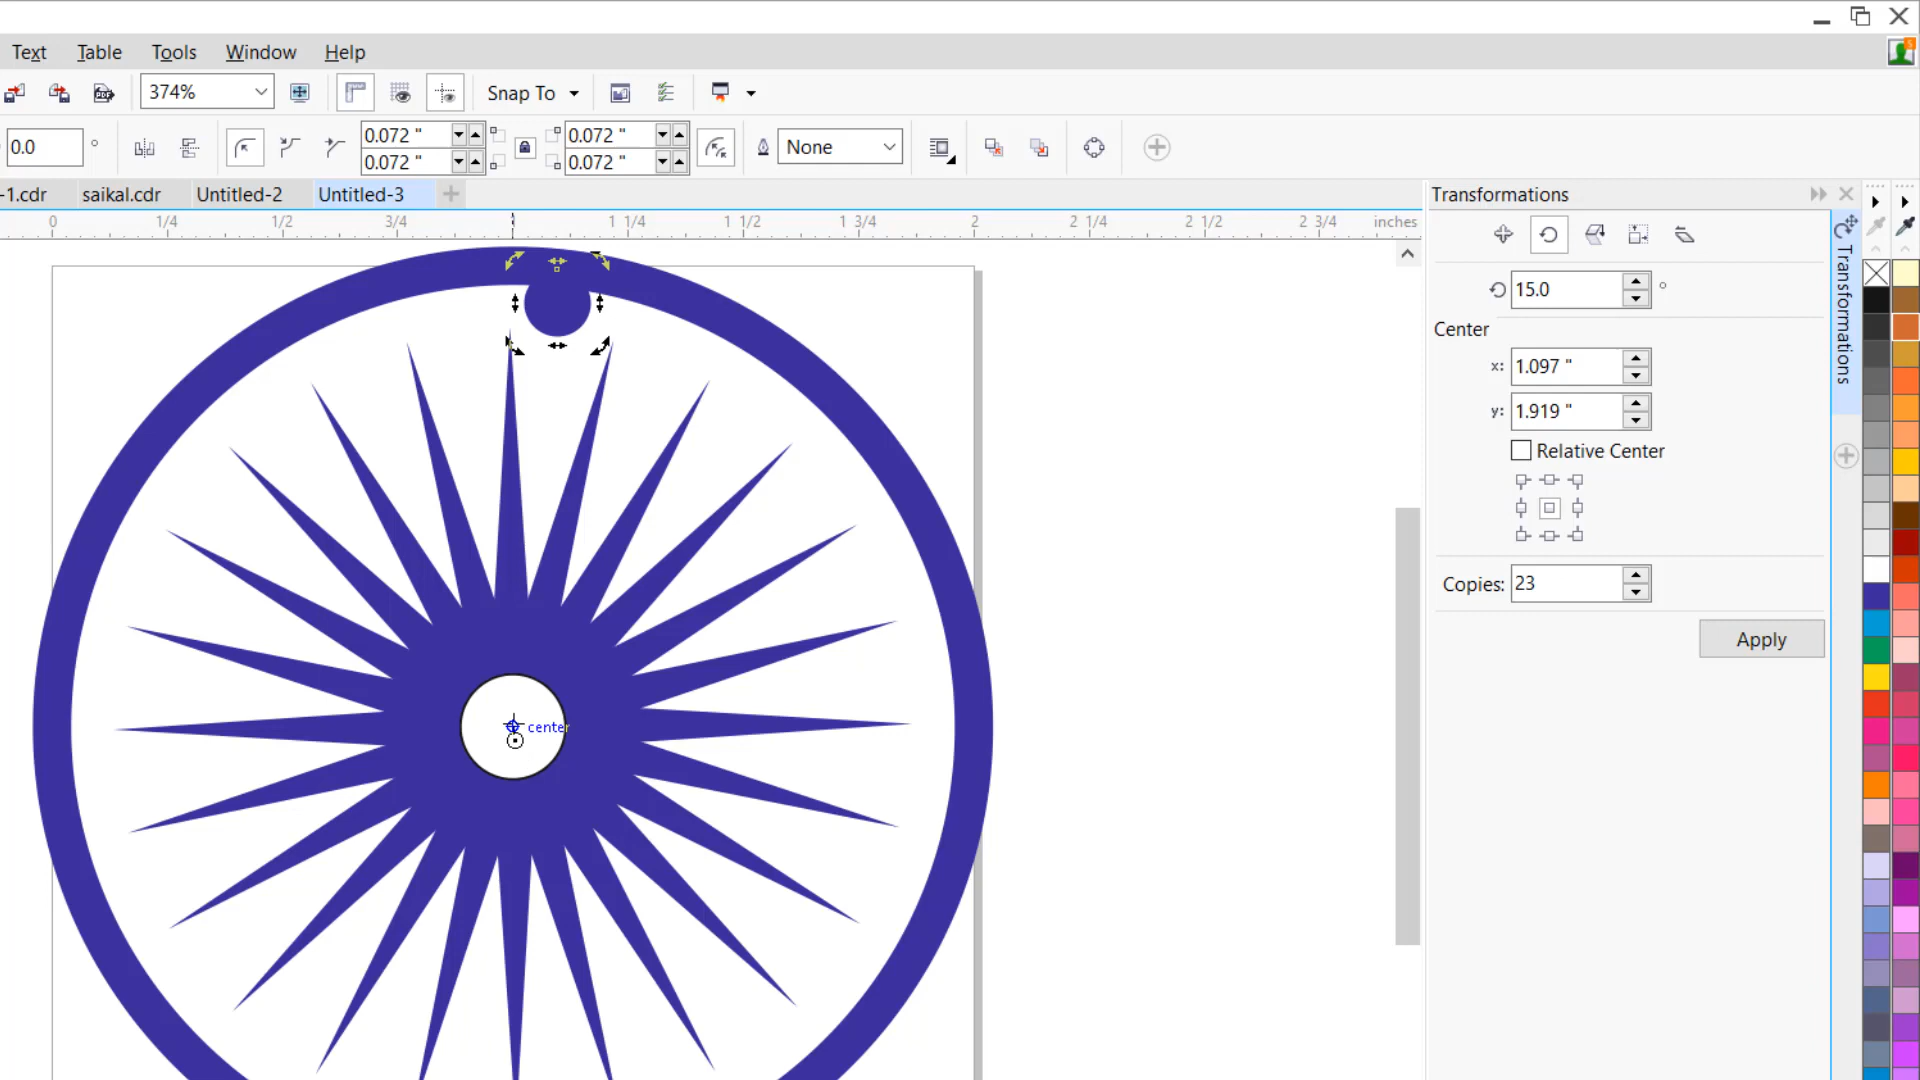 Text Table Tools Window Help
374% Snap To
0.0 ° 0.072 " 0.072 " None
0.072 " 0.072 "
-1.cdr saikal.cdr Untitled-2 Untitled-3
Transformations
0 1/4 1/2 3/4 1 1 1/4 1 1/2 1 3/4 2 2 1/4 2 1/2 2 3/4 inches
Transformations
15.0 °
Center
x: 1.097 "
y: 1.919 "
Relative Center
Copies: 23
Apply
center